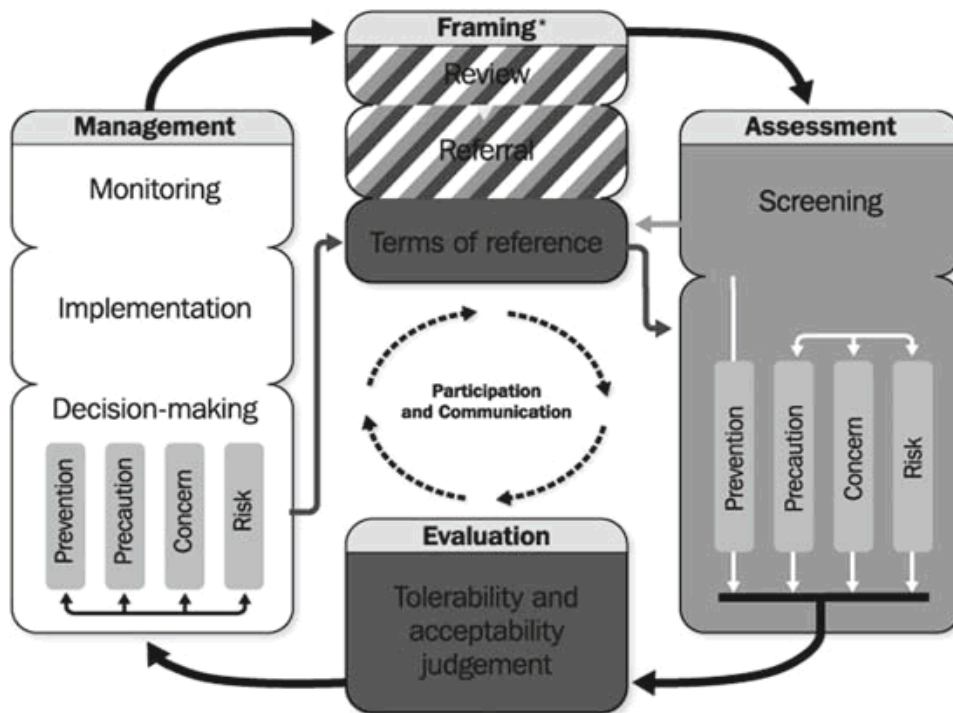 Framing*
Review
Referral
Terms of reference
Management
Monitoring
Implementation
Decision-making
Prevention
Precaution
Concern
Risk
Assessment
Screening
Prevention
Precaution
Concern
Risk
Participation
and Communication
Evaluation
Tolerability and
acceptability
judgement